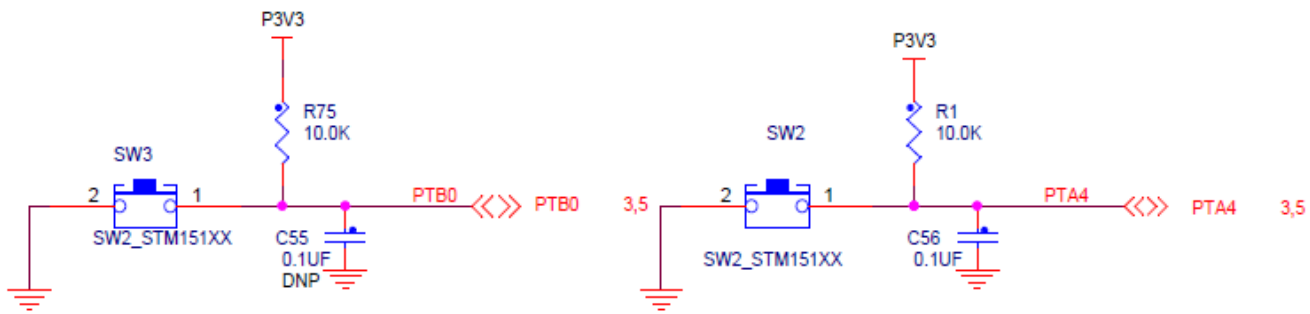 P3V3
R75
10.0K
SW3
2
1
PTB0
PTB0
3,5
SW2_STM151XX
C55
0.1UF
DNP
P3V3
R1
10.0K
SW2
2
1
PTA4
PTA4
3,5
SW2_STM151XX
C56
0.1UF